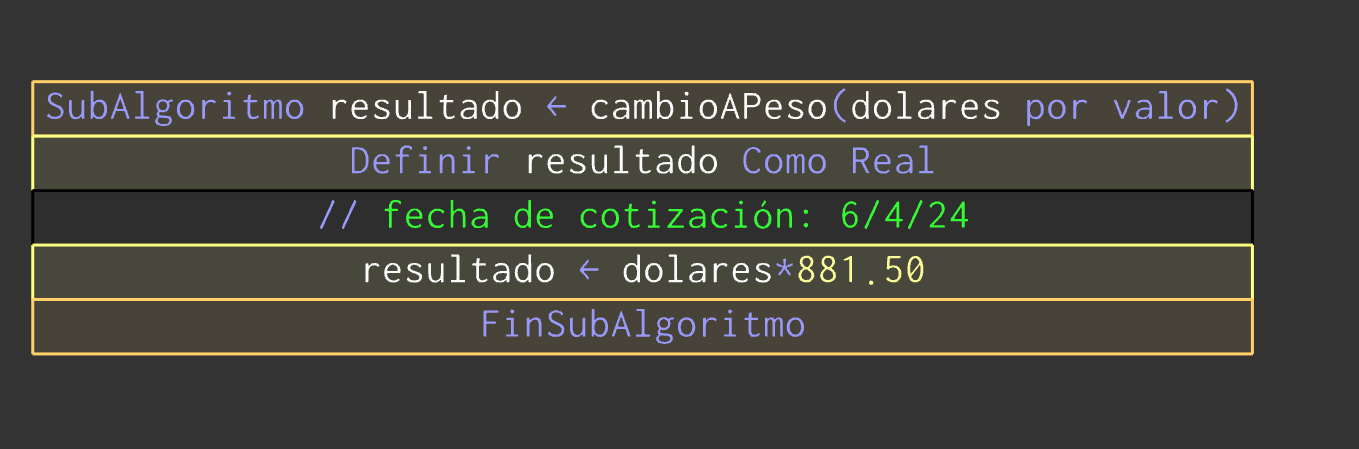 SubAlgoritmo resultado ← cambioAPeso(dolares por valor)
Definir resultado Como Real
// fecha de cotización: 6/4/24
resultado ← dolares*881.50
FinSubAlgoritmo